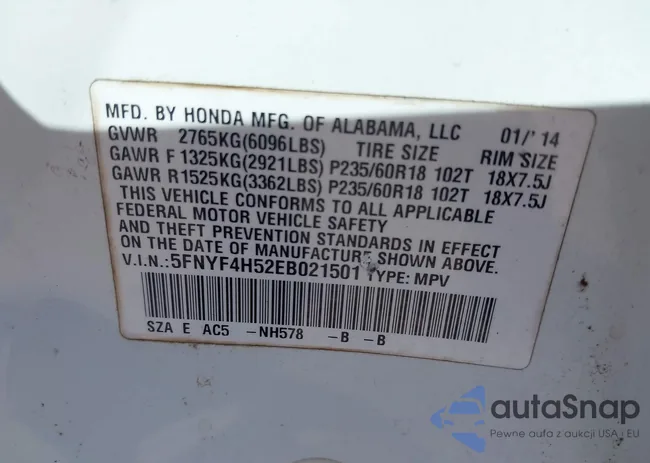 MFD. BY HONDA MFG. OF ALABAMA, LLC 01/'14
GVWR 2765KG(6096LBS) TIRE SIZE RIM SIZE
GAWR F 1325KG(2921LBS) P235/60R18 102T 18X7.5J
GAWR R1525KG(3362LBS) P235/60R18 102T 18X7.5J
THIS VEHICLE CONFORMS TO ALL APPLICABLE
FEDERAL MOTOR VEHICLE SAFETY
AND THEFT PREVENTION STANDARDS IN EFFECT
ON THE DATE OF MANUFACTURE SHOWN ABOVE.
V.I.N.:5FNYF4H52EB021501 TYPE: MPV
SZA E AC5 -NH578 -B -B
autaSnap
Pewne auta z aukcji USA i EU